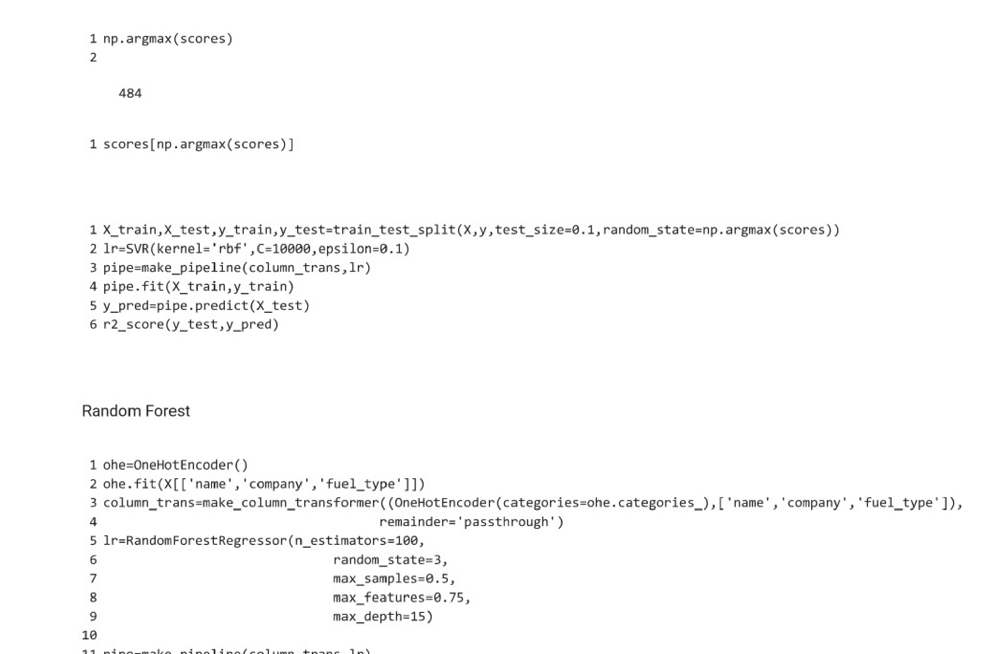 1 np.argmax(scores)
2
484
1 scores[np.argmax(scores)]
1 X_train,X_test,y_train,y_test=train_test_split(X,y,test_size=0.1,random_state=np.argmax(scores))
2 lr=SVR(kernel='rbf',C=10000,epsilon=0.1)
3 pipe=make_pipeline(column_trans,lr)
4 pipe.fit(X_train,y_train)
5 y_pred=pipe.predict(X_test)
6 r2_score(y_test,y_pred)
Random Forest
1 ohe=OneHotEncoder()
2 ohe.fit(X[['name','company','fuel_type']])
3 column_trans=make_column_transformer((OneHotEncoder(categories=ohe.categories_),['name','company','fuel_type']),
4 remainder='passthrough')
5 lr=RandomForestRegressor(n_estimators=100,
6 random_state=3,
7 max_samples=0.5,
8 max_features=0.75,
9 max_depth=15)
10
11 pipe=make_pipeline(column_trans,lr)